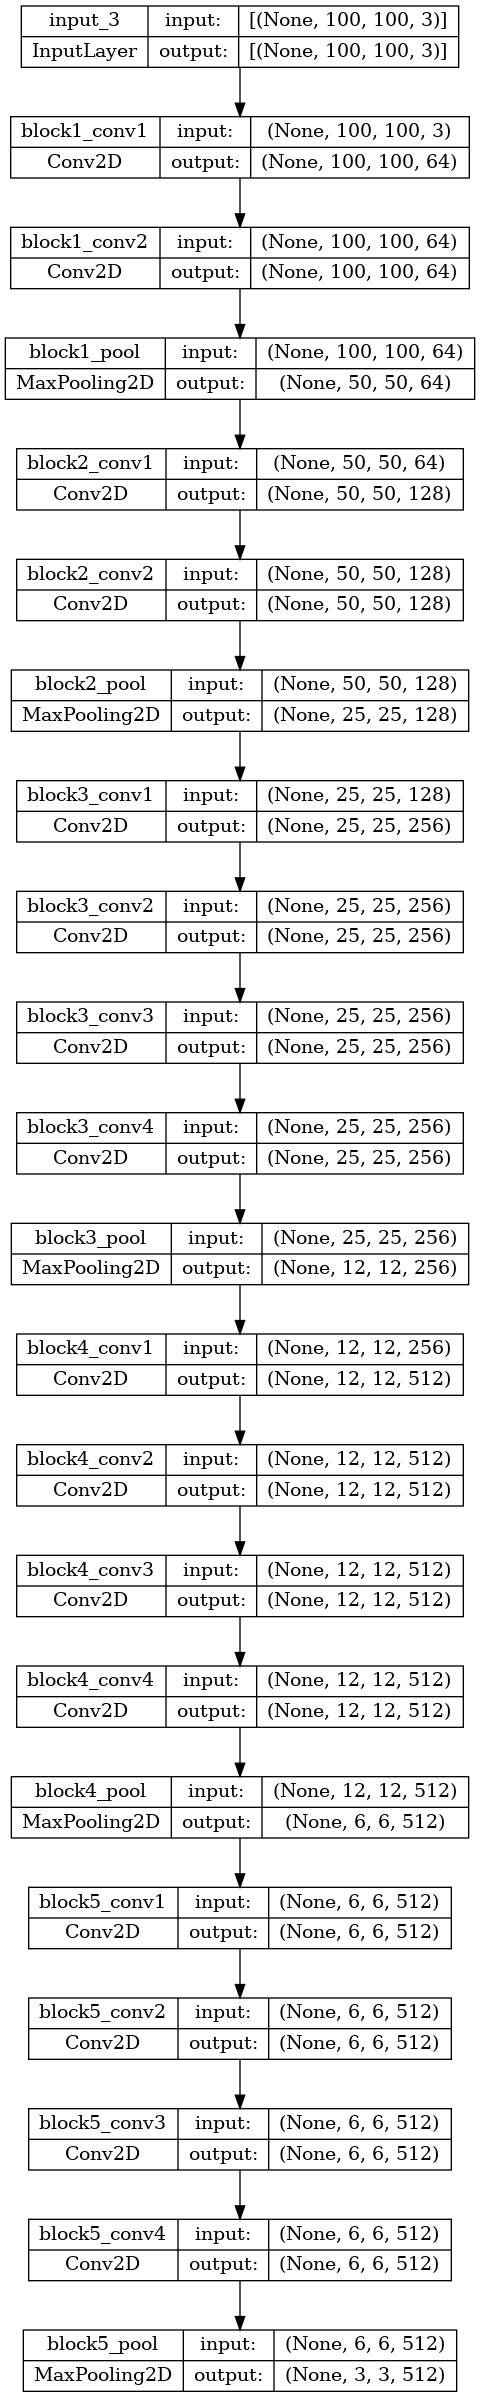 input_3 input: [(None, 100, 100, 3)]
InputLayer output: [(None, 100, 100, 3)]
block1_conv1 input: (None, 100, 100, 3)
Conv2D output: (None, 100, 100, 64)
block1_conv2 input: (None, 100, 100, 64)
Conv2D output: (None, 100, 100, 64)
block1_pool input: (None, 100, 100, 64)
MaxPooling2D output: (None, 50, 50, 64)
block2_conv1 input: (None, 50, 50, 64)
Conv2D output: (None, 50, 50, 128)
block2_conv2 input: (None, 50, 50, 128)
Conv2D output: (None, 50, 50, 128)
block2_pool input: (None, 50, 50, 128)
MaxPooling2D output: (None, 25, 25, 128)
block3_conv1 input: (None, 25, 25, 128)
Conv2D output: (None, 25, 25, 256)
block3_conv2 input: (None, 25, 25, 256)
Conv2D output: (None, 25, 25, 256)
block3_conv3 input: (None, 25, 25, 256)
Conv2D output: (None, 25, 25, 256)
block3_conv4 input: (None, 25, 25, 256)
Conv2D output: (None, 25, 25, 256)
block3_pool input: (None, 25, 25, 256)
MaxPooling2D output: (None, 12, 12, 256)
block4_conv1 input: (None, 12, 12, 256)
Conv2D output: (None, 12, 12, 512)
block4_conv2 input: (None, 12, 12, 512)
Conv2D output: (None, 12, 12, 512)
block4_conv3 input: (None, 12, 12, 512)
Conv2D output: (None, 12, 12, 512)
block4_conv4 input: (None, 12, 12, 512)
Conv2D output: (None, 12, 12, 512)
block4_pool input: (None, 12, 12, 512)
MaxPooling2D output: (None, 6, 6, 512)
block5_conv1 input: (None, 6, 6, 512)
Conv2D output: (None, 6, 6, 512)
block5_conv2 input: (None, 6, 6, 512)
Conv2D output: (None, 6, 6, 512)
block5_conv3 input: (None, 6, 6, 512)
Conv2D output: (None, 6, 6, 512)
block5_conv4 input: (None, 6, 6, 512)
Conv2D output: (None, 6, 6, 512)
block5_pool input: (None, 6, 6, 512)
MaxPooling2D output: (None, 3, 3, 512)